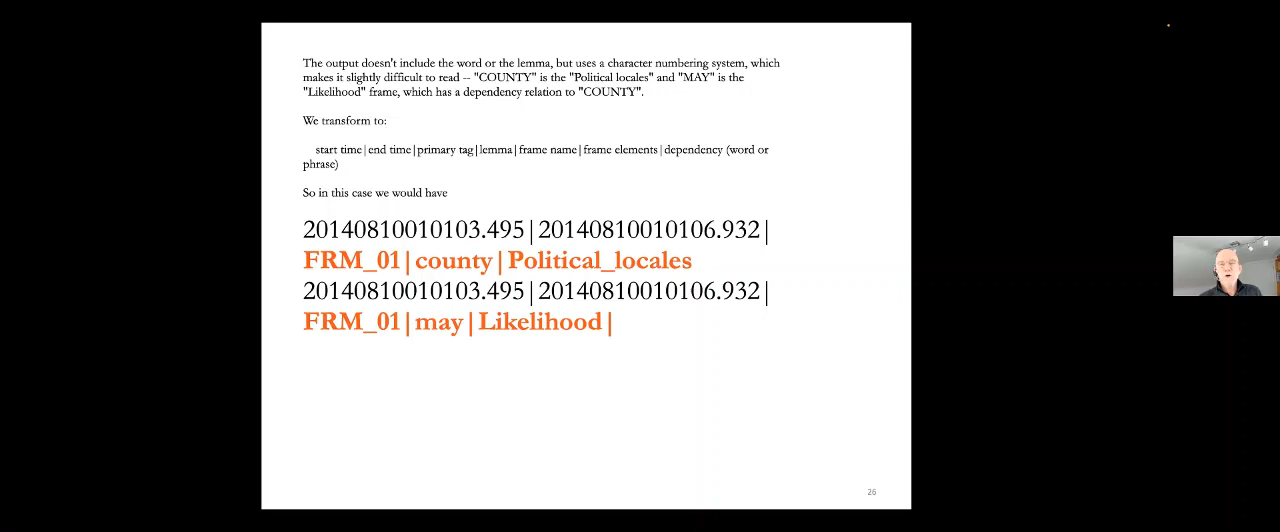 The output doesn't include the word or the lemma, but uses a character numbering system, which
makes it slightly difficult to read -- "COUNTY" is the "Political locales" and "MAY" is the
"Likelihood" frame, which has a dependency relation to "COUNTY".
We transform to:
start time|end time|primary tag|lemma|frame name|frame elements|dependency (word or
phrase)
So in this case we would have
20140810010103.495|20140810010106.932|
FRM_01|county|Political_locales
20140810010103.495|20140810010106.932|
FRM_01|may|Likelihood|
26